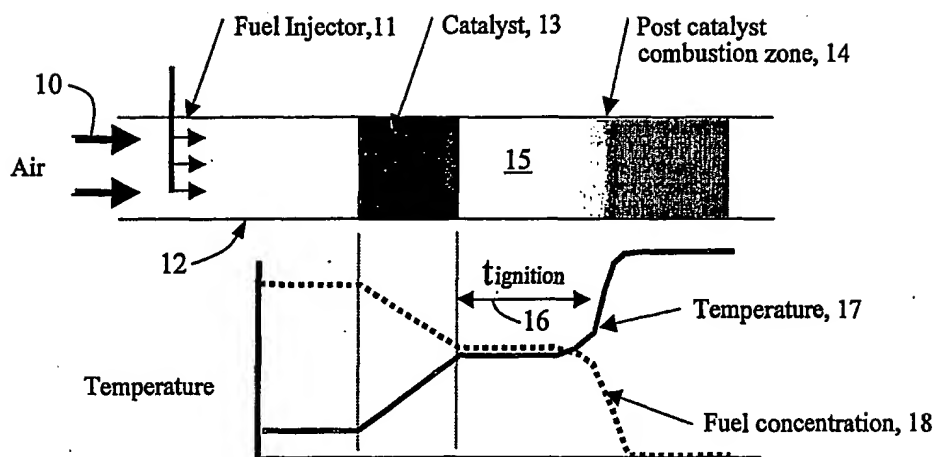 Fuel Injector,11
Catalyst, 13
Post catalyst
combustion zone, 14
10
Air
15
12
tignition
16
Temperature, 17
Temperature
Fuel concentration, 18